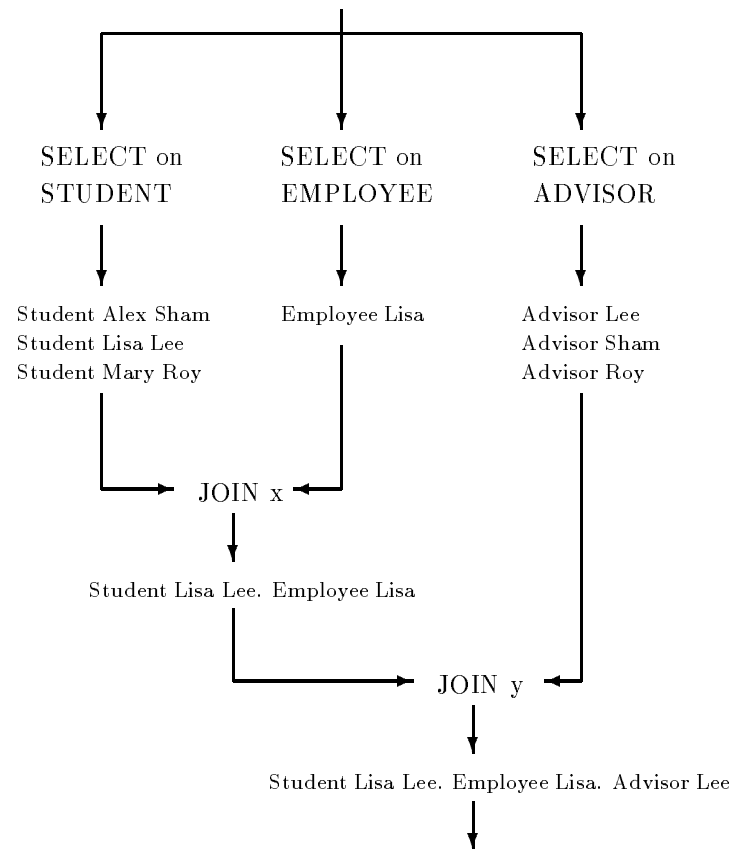 SELECT on
STUDENT
SELECT on
EMPLOYEE
SELECT on
ADVISOR
Student Alex Sham
Student Lisa Lee
Student Mary Roy
Employee Lisa
Advisor Lee
Advisor Sham
Advisor Roy
JOIN x
Student Lisa Lee. Employee Lisa
JOIN y
Student Lisa Lee. Employee Lisa. Advisor Lee